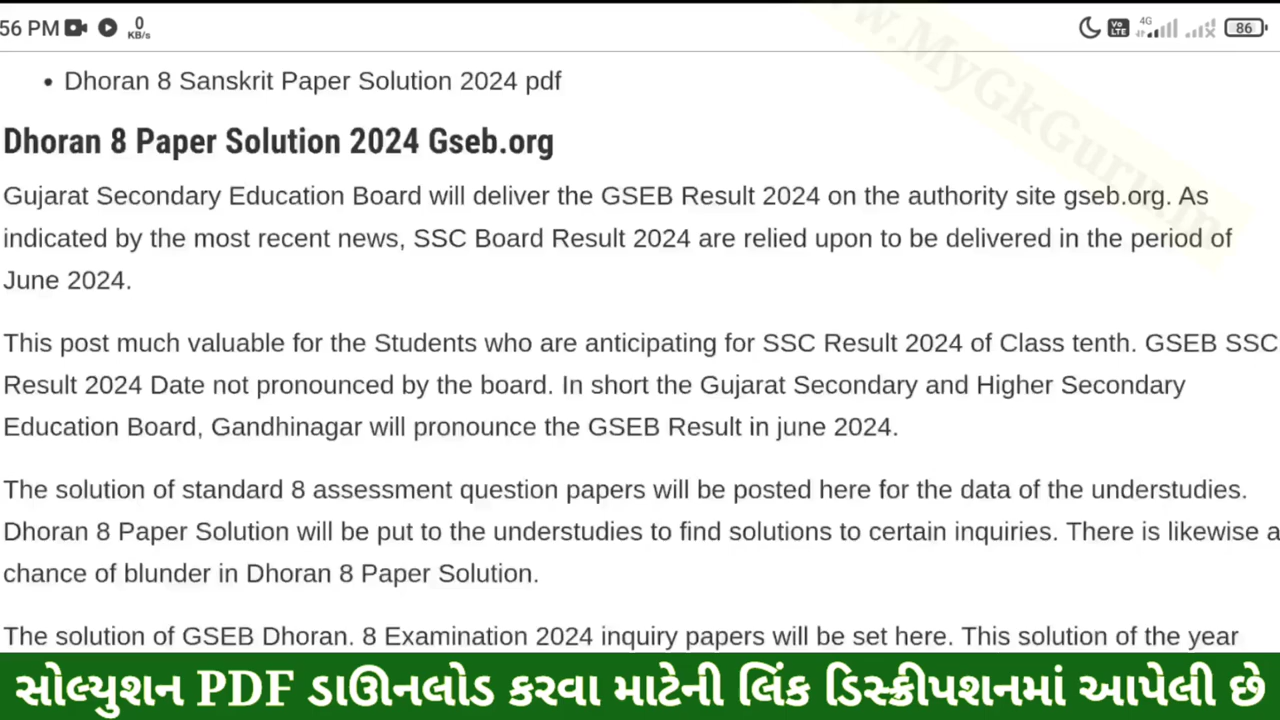 56 PM 0 KB/s Vo LTE 4G 86
• Dhoran 8 Sanskrit Paper Solution 2024 pdf
Dhoran 8 Paper Solution 2024 Gseb.org
Gujarat Secondary Education Board will deliver the GSEB Result 2024 on the authority site gseb.org. As
indicated by the most recent news, SSC Board Result 2024 are relied upon to be delivered in the period of
June 2024.
This post much valuable for the Students who are anticipating for SSC Result 2024 of Class tenth. GSEB SSC
Result 2024 Date not pronounced by the board. In short the Gujarat Secondary and Higher Secondary
Education Board, Gandhinagar will pronounce the GSEB Result in june 2024.
The solution of standard 8 assessment question papers will be posted here for the data of the understudies.
Dhoran 8 Paper Solution will be put to the understudies to find solutions to certain inquiries. There is likewise a
chance of blunder in Dhoran 8 Paper Solution.
The solution of GSEB Dhoran. 8 Examination 2024 inquiry papers will be set here. This solution of the year
સોલ્યુશન PDF ડાઊનલોડ કરવા માટેની લિંક ડિસ્ક્રીપશનમાં આપેલી છે
w.MyGkGuru.in